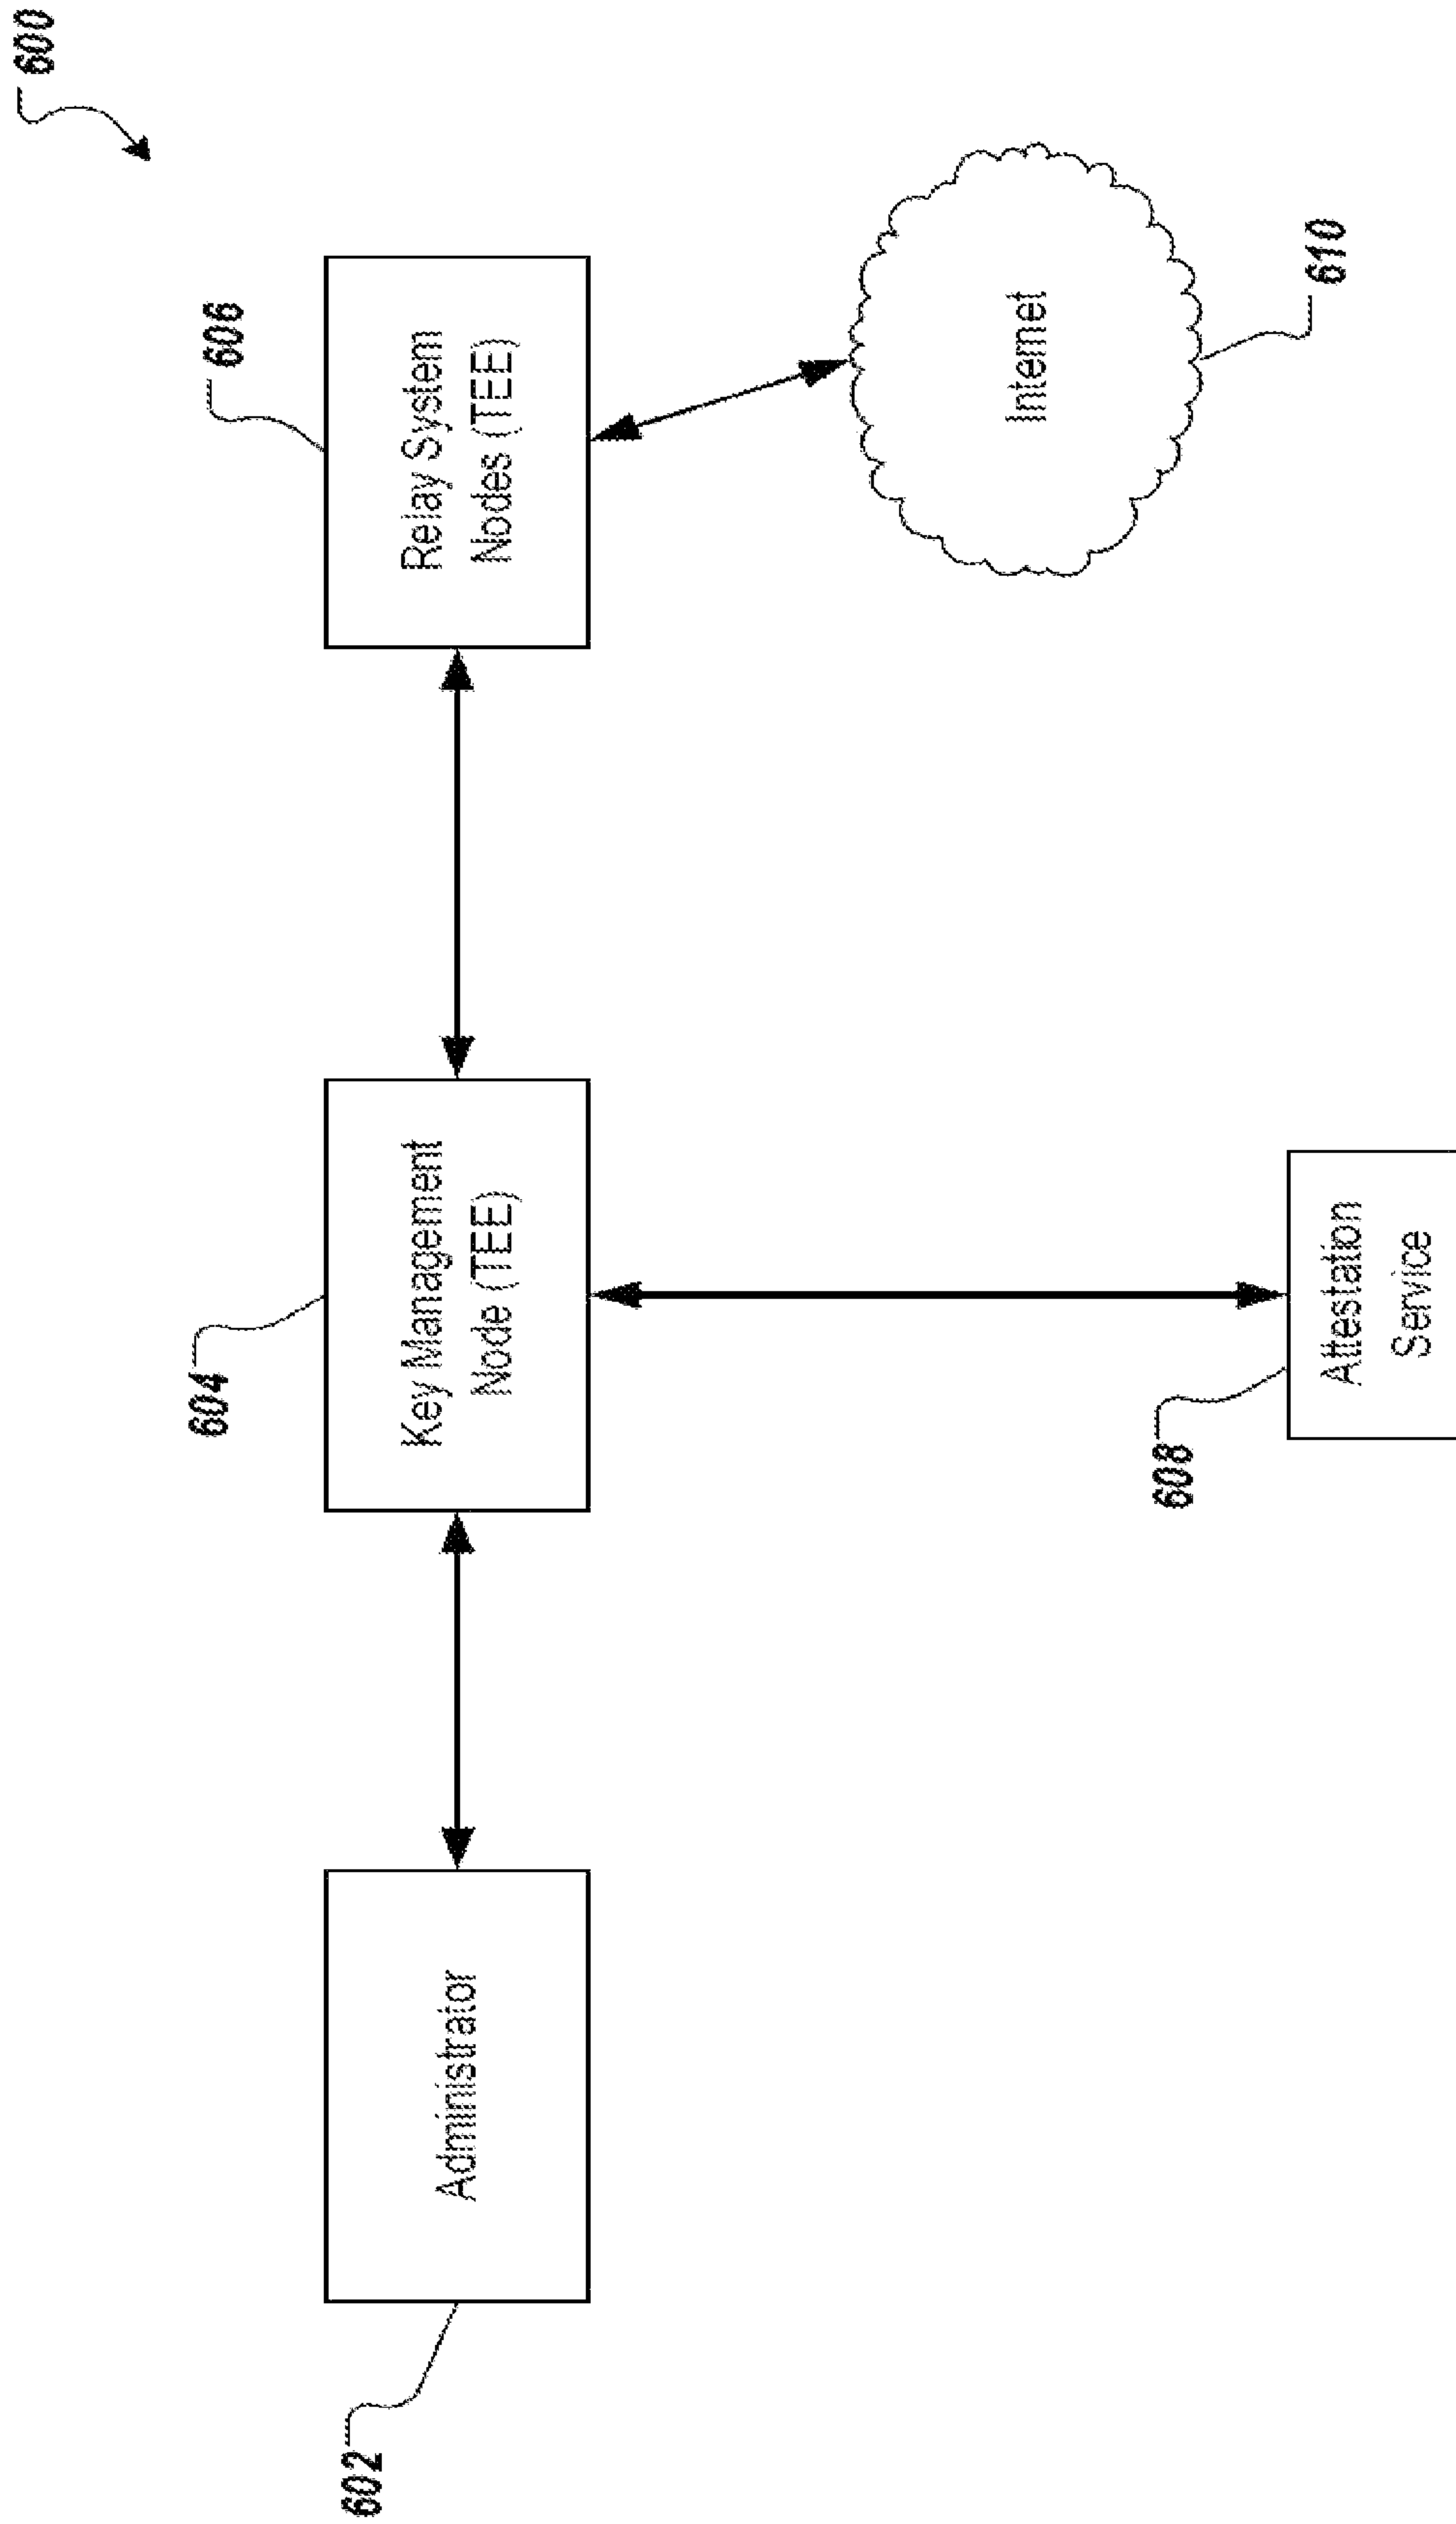 600
602
Administrator
604
Key Management
Node (TEE)
606
Relay System
Nodes (TEE)
Internet
610
608
Attestation
Service